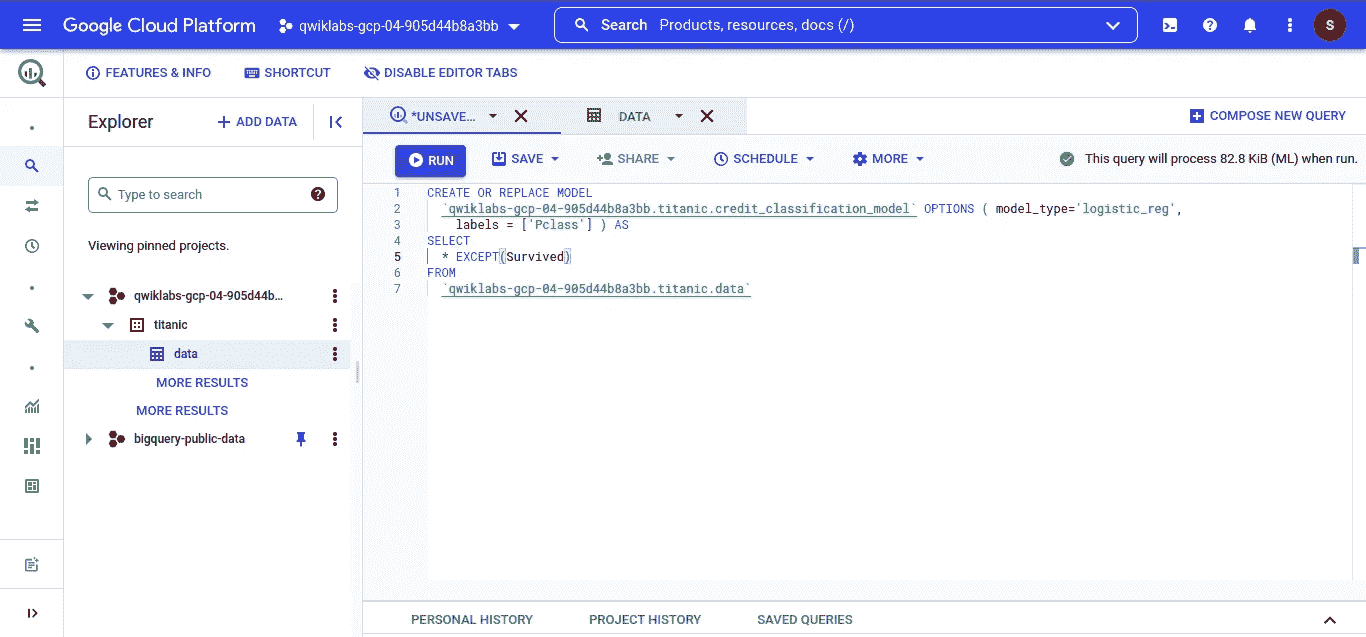 Google Cloud Platform qwiklabs-gcp-04-905d44b8a3bb Search Products, resources, docs (/) S
FEATURES & INFO SHORTCUT DISABLE EDITOR TABS
Explorer + ADD DATA
*UNSAVE... DATA COMPOSE NEW QUERY
RUN SAVE SHARE SCHEDULE MORE This query will process 82.8 KiB (ML) when run.
Type to search
Viewing pinned projects.
qwiklabs-gcp-04-905d44b...
titanic
data
MORE RESULTS
MORE RESULTS
bigquery-public-data
1 CREATE OR REPLACE MODEL
2 `qwiklabs-gcp-04-905d44b8a3bb.titanic.credit_classification_model` OPTIONS ( model_type='logistic_reg',
3 labels = ['Pclass'] ) AS
4 SELECT
5 * EXCEPT(Survived)
6 FROM
7 `qwiklabs-gcp-04-905d44b8a3bb.titanic.data`
PERSONAL HISTORY PROJECT HISTORY SAVED QUERIES